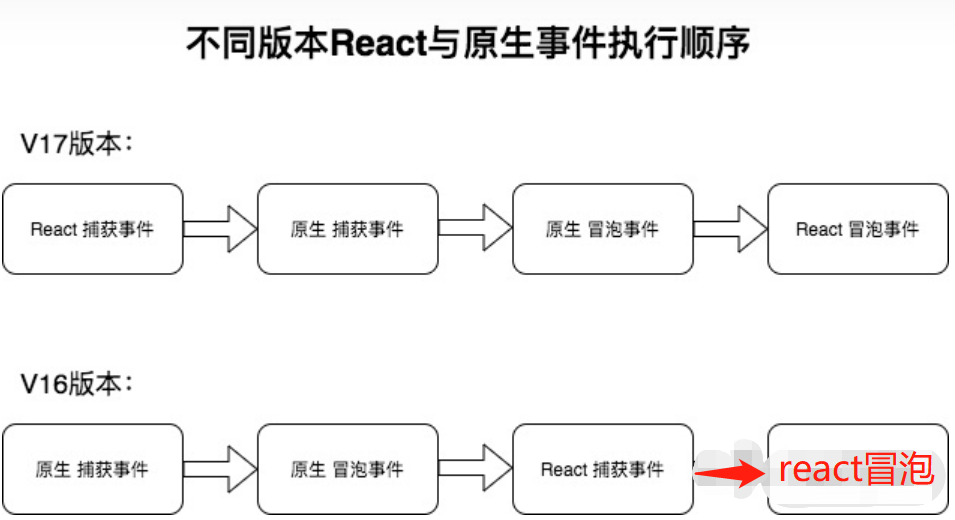 不同版本React与原生事件执行顺序
V17版本：
React 捕获事件
原生 捕获事件
原生 冒泡事件
React 冒泡事件
V16版本：
原生 捕获事件
原生 冒泡事件
React 捕获事件
react冒泡